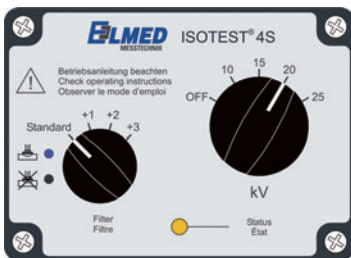 ELMED
MESSTECHNIK
ISOTEST® 4S
Betriebsanleitung beachten
Check operating instructions
Observer le mode d'emploi
OFF
10
15
20
25
kV
Standard
+1
+2
+3
Filter
Filtre
Status
État